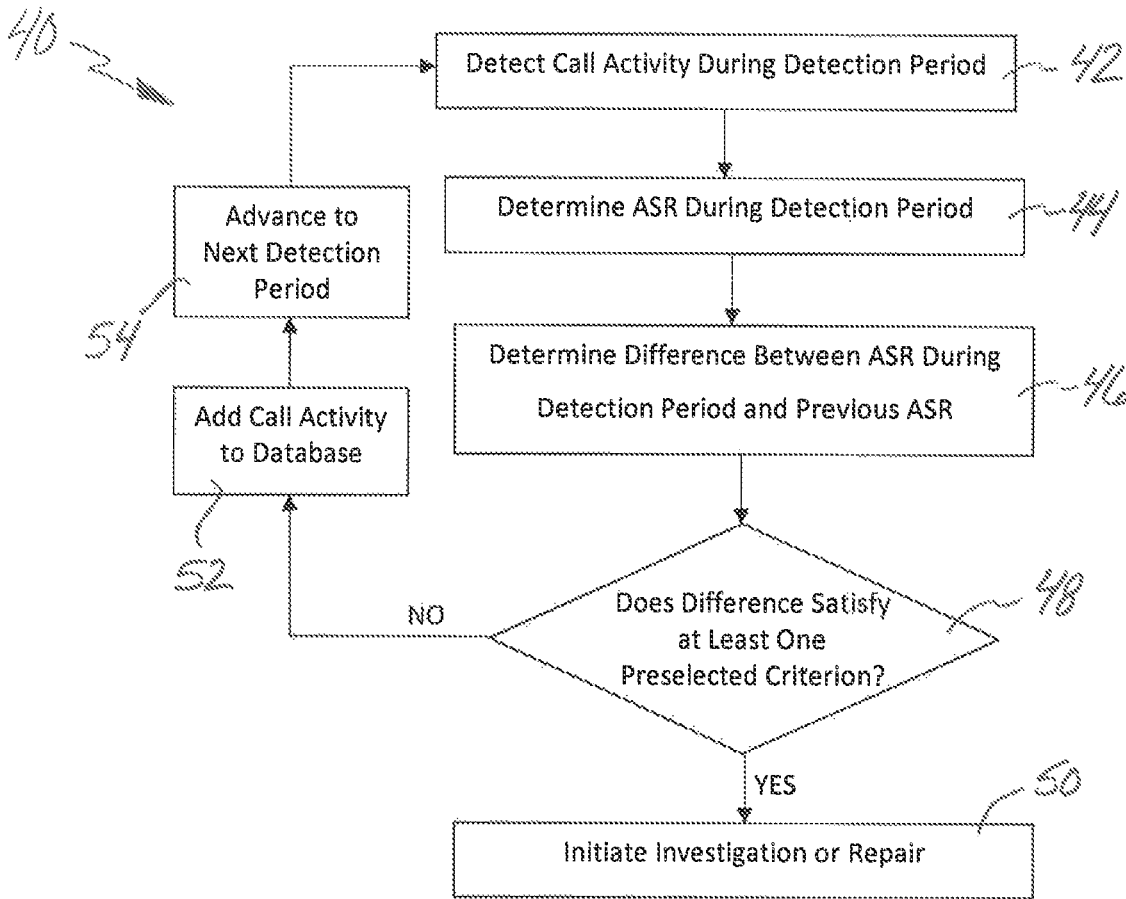 40
Detect Call Activity During Detection Period
42
Determine ASR During Detection Period
44
Advance to
Next Detection
Period
54
Determine Difference Between ASR During
Detection Period and Previous ASR
46
Add Call Activity
to Database
52
Does Difference Satisfy
at Least One
Preselected Criterion?
48
NO
YES
50
Initiate Investigation or Repair